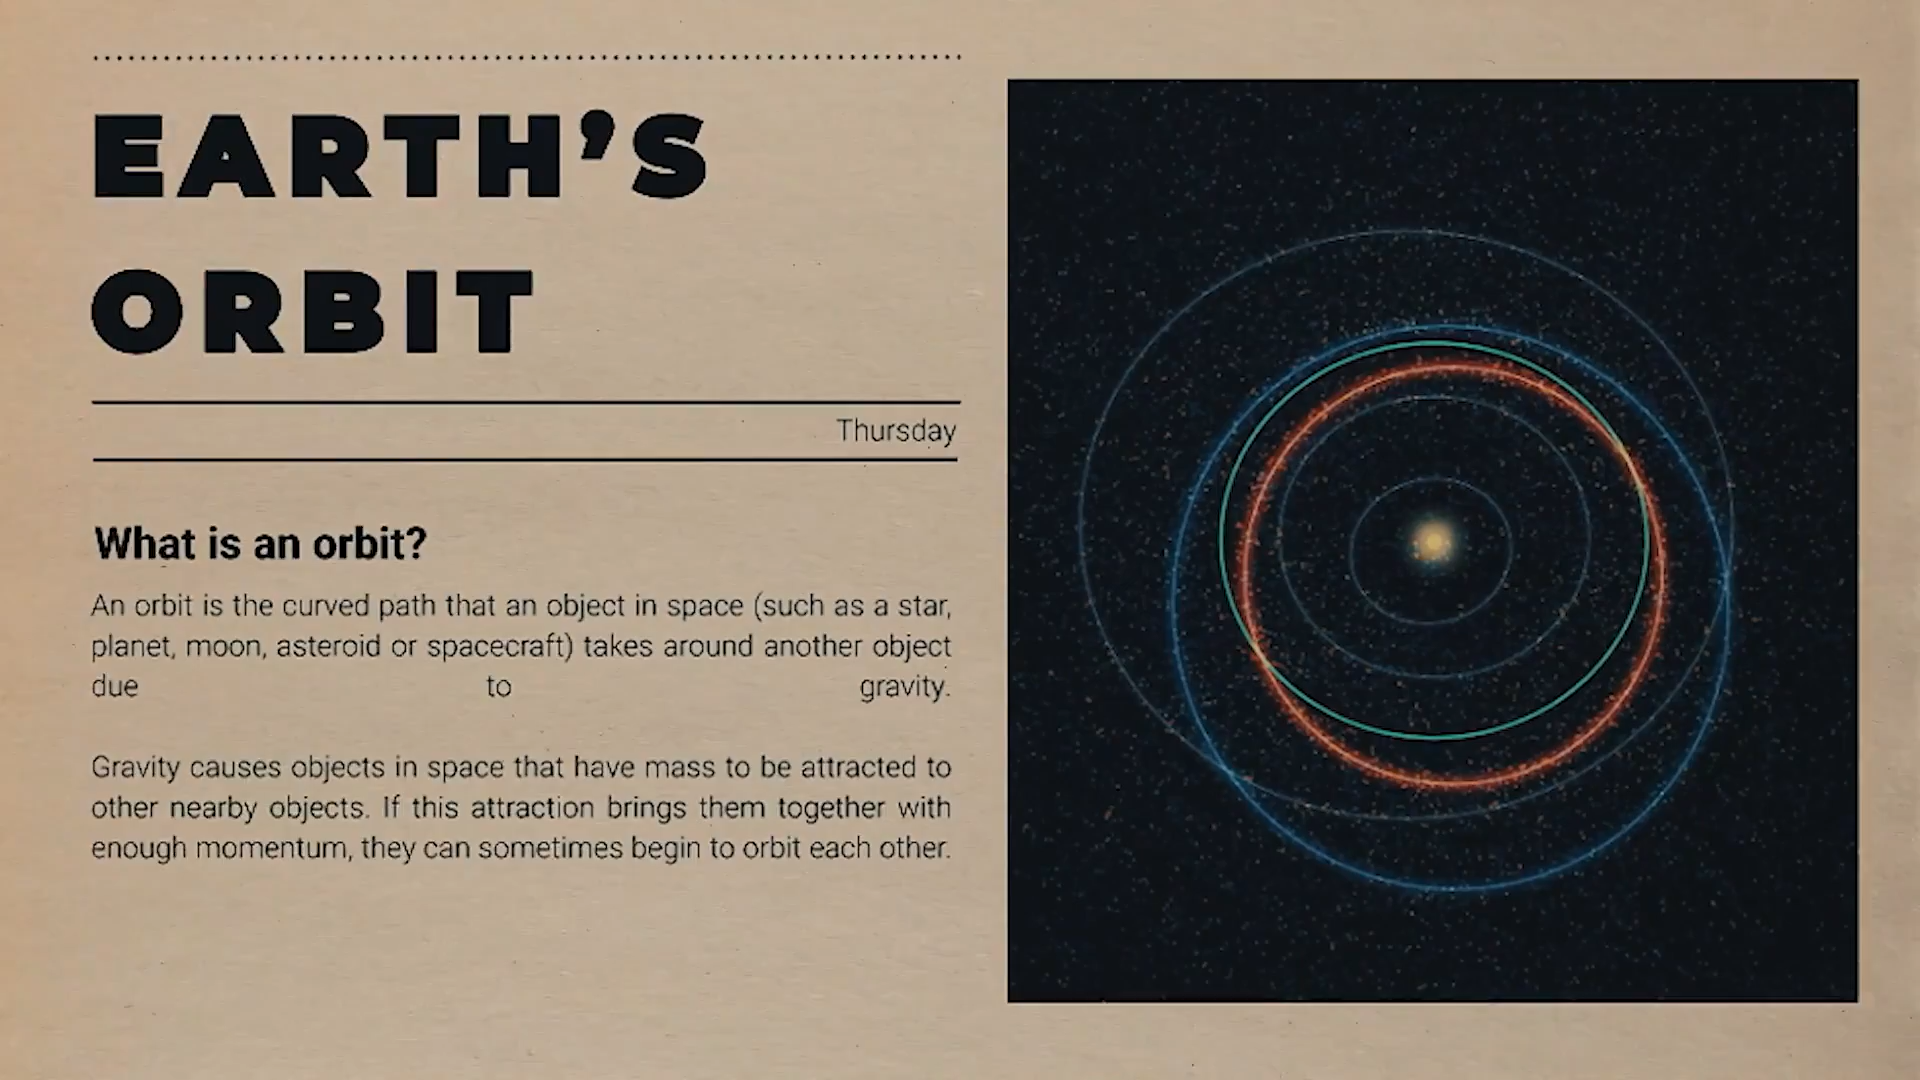 EARTH’S
ORBIT
Thursday
What is an orbit?
An orbit is the curved path that an object in space (such as a star,
planet, moon, asteroid or spacecraft) takes around another object
due to gravity.
Gravity causes objects in space that have mass to be attracted to
other nearby objects. If this attraction brings them together with
enough momentum, they can sometimes begin to orbit each other.